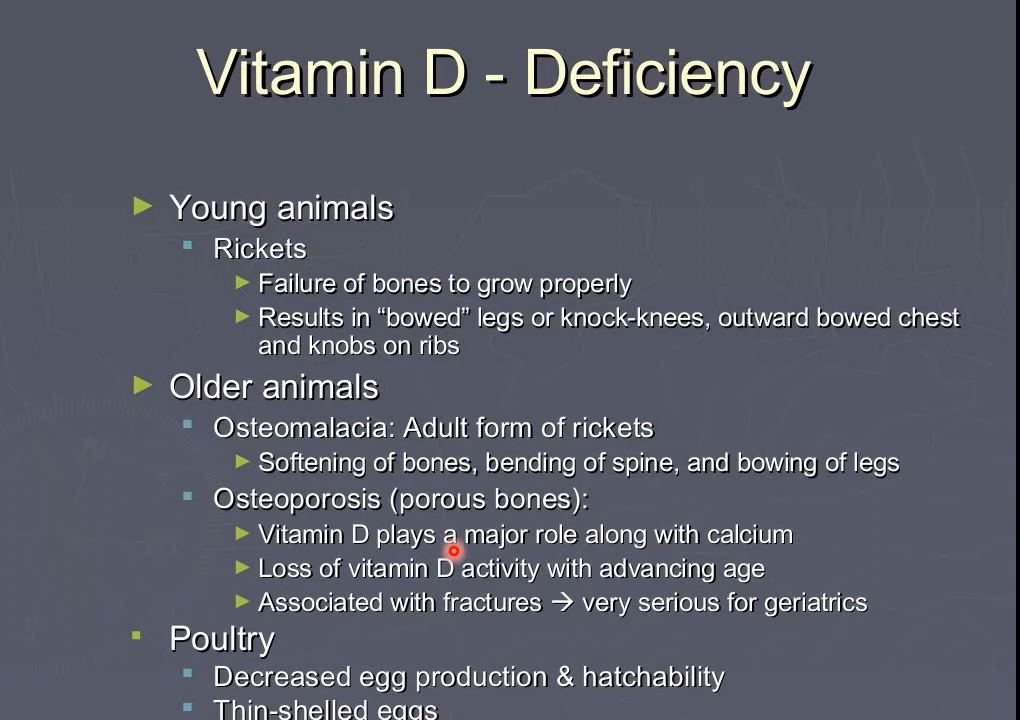 Vitamin D - Deficiency
Young animals
Rickets
Failure of bones to grow properly
Results in “bowed” legs or knock-knees, outward bowed chest
and knobs on ribs
Older animals
Osteomalacia: Adult form of rickets
Softening of bones, bending of spine, and bowing of legs
Osteoporosis (porous bones):
Vitamin D plays a major role along with calcium
Loss of vitamin D activity with advancing age
Associated with fractures → very serious for geriatrics
Poultry
Decreased egg production & hatchability
Thin-shelled eggs